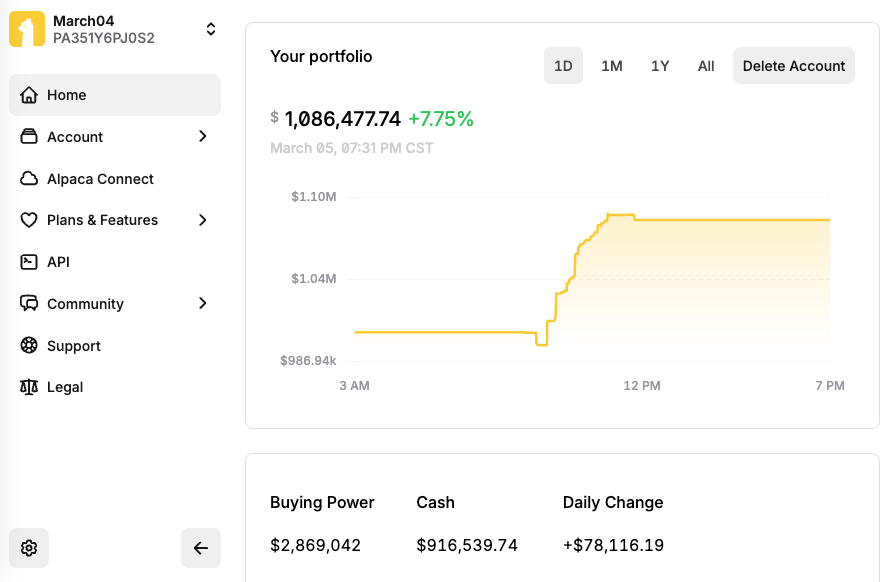 March04
PA351Y6PJ0S2
Home
Account
Alpaca Connect
Plans & Features
API
Community
Support
Legal
Your portfolio
1D 1M 1Y All Delete Account
$ 1,086,477.74 +7.75%
March 05, 07:31 PM CST
$1.10M
$1.04M
$986.94k
3 AM 12 PM 7 PM
Buying Power Cash Daily Change
$2,869,042 $916,539.74 +$78,116.19